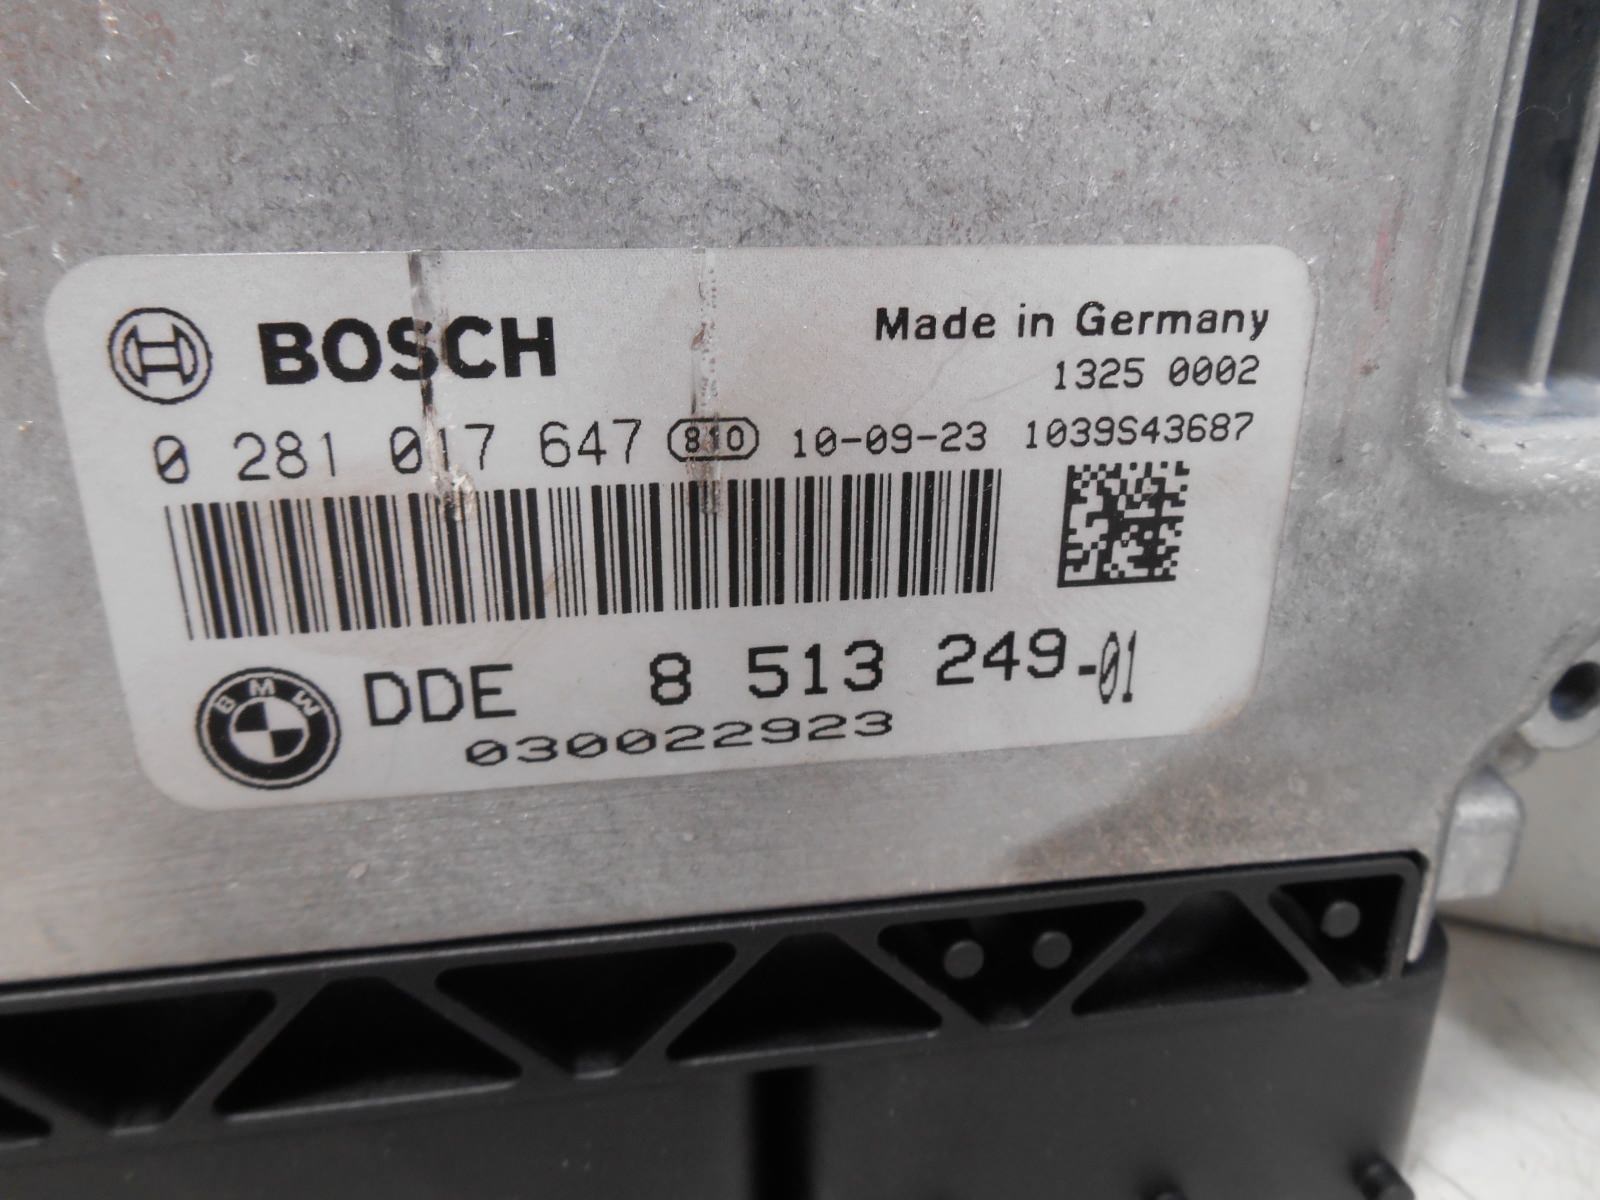 BOSCH
Made in Germany
1325 0002
0 281 017 647 810 10-09-23 1039S43687
BMW
DDE 8 513 249-01
030022923